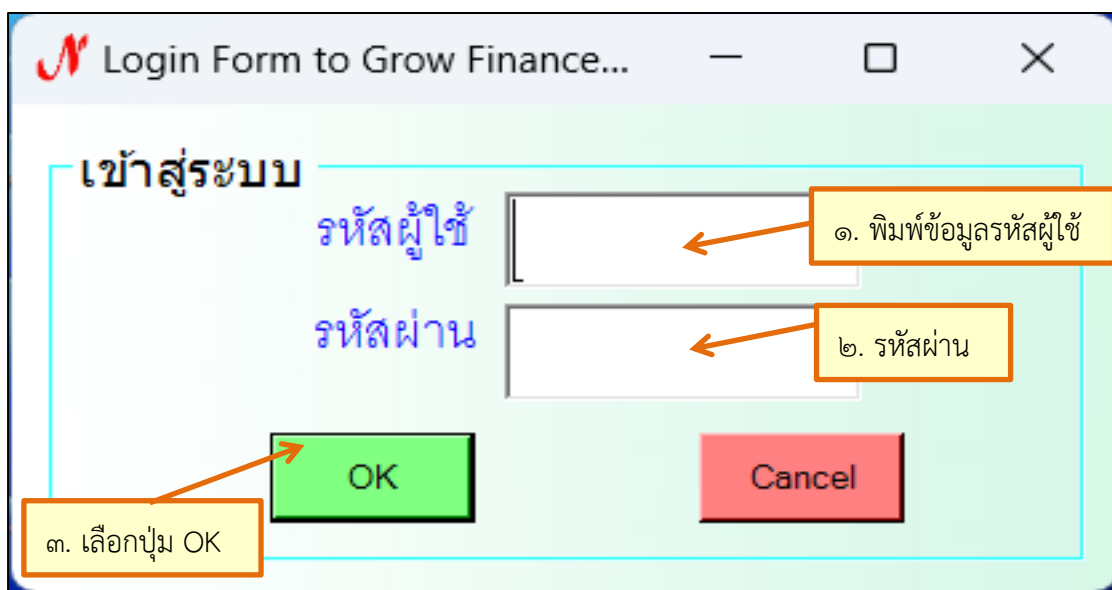 N Login Form to Grow Finance...
เข้าสู่ระบบ
รหัสผู้ใช้
๑. พิมพ์ข้อมูลรหัสผู้ใช้
รหัสผ่าน
๒. รหัสผ่าน
OK
Cancel
๓. เลือกปุ่ม OK